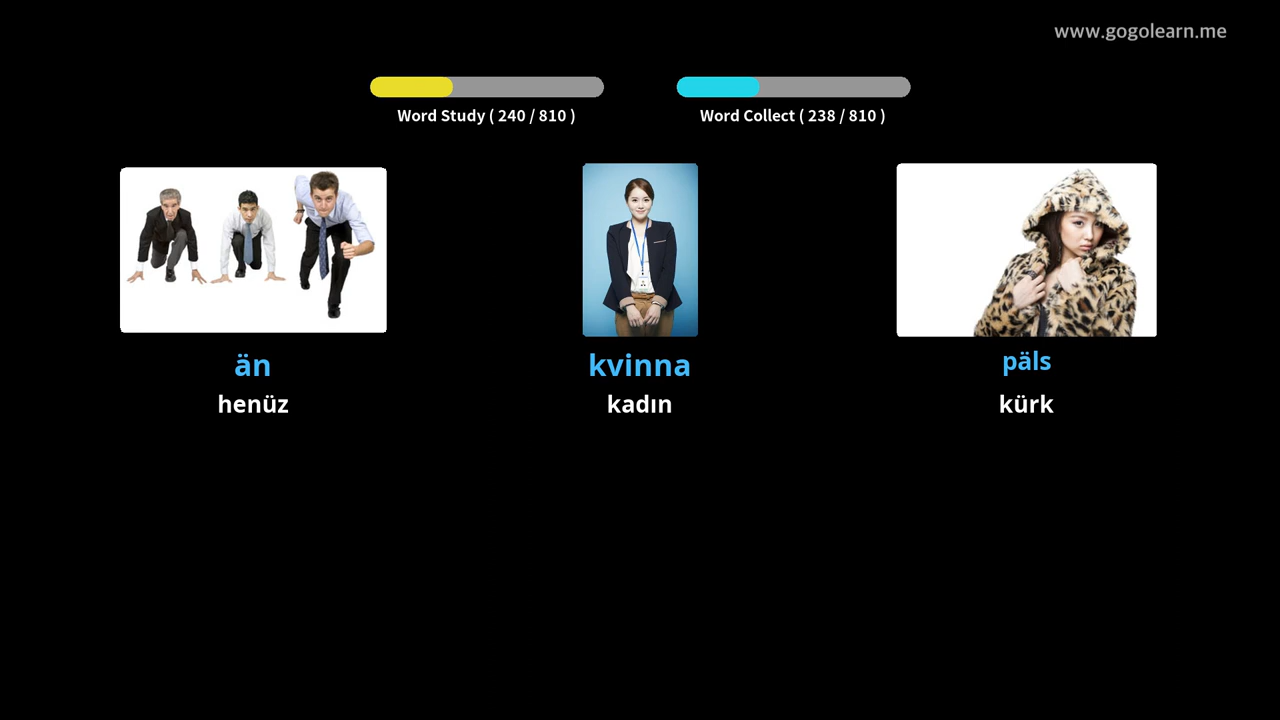 www.gogolearn.me
Word Study ( 240 / 810 )
Word Collect ( 238 / 810 )
än
kvinna
päls
henüz
kadın
kürk